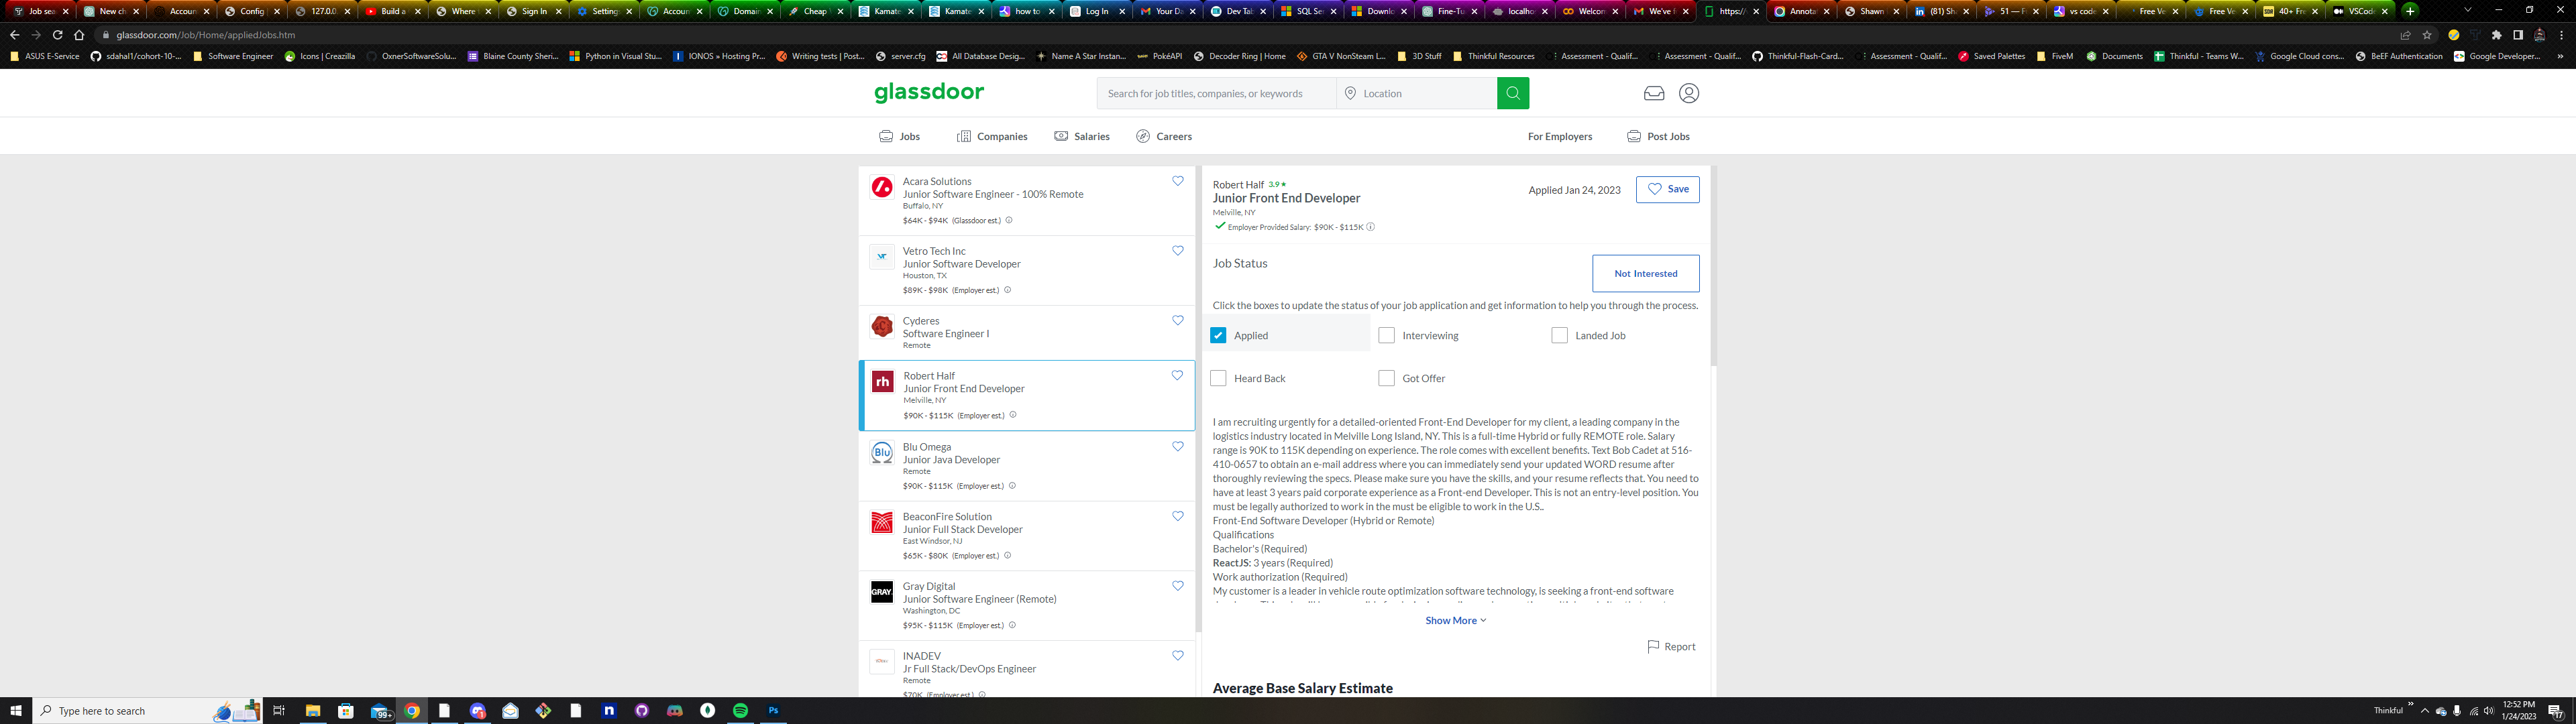 Job sea
New ch
Accoun
Config
127.0.0
Build a
Where
Sign In
Setting
Accoun
Domain
Cheap
Kamate
Kamate
how to
Log In
Your Da
Dev Tab
SQL Se
Downlo
Fine-Tu
localho
Welcom
We've f
https://
Annotat
Shawn
(81) Sha
51 — F
vs code
Free Ve
Free Ve
40+ Fre
VSCod
glassdoor.com/Job/Home/appliedJobs.htm
ASUS E-Service
sdahal1/cohort-10-...
Software Engineer
Icons | Creazilla
OxnerSoftwareSolu...
Blaine County Sheri...
Python in Visual Stu...
IONOS » Hosting Pr...
Writing tests | Post...
server.cfg
All Database Desig...
Name A Star Instan...
PokéAPI
Decoder Ring | Home
GTA V NonSteam L...
3D Stuff
Thinkful Resources
Assessment - Qualif...
Assessment - Qualif...
Thinkful-Flash-Card...
Assessment - Qualif...
Saved Palettes
FiveM
Documents
Thinkful - Teams W...
Google Cloud cons...
BeEF Authentication
Google Developer...
glassdoor
Search for job titles, companies, or keywords
Location
Jobs
Companies
Salaries
Careers
For Employers
Post Jobs
Acara Solutions
Junior Software Engineer - 100% Remote
Buffalo, NY
$64K - $94K (Glassdoor est.)
Vetro Tech Inc
Junior Software Developer
Houston, TX
$89K - $98K (Employer est.)
Cyderes
Software Engineer I
Remote
rh
Robert Half
Junior Front End Developer
Melville, NY
$90K - $115K (Employer est.)
Blu
Blu Omega
Junior Java Developer
Remote
$90K - $115K (Employer est.)
BeaconFire Solution
Junior Full Stack Developer
East Windsor, NJ
$65K - $80K (Employer est.)
GRAY
Gray Digital
Junior Software Engineer (Remote)
Washington, DC
$95K - $115K (Employer est.)
INADEV
Jr Full Stack/DevOps Engineer
Remote
$70K (Employer est.)
Robert Half 3.9 ★
Junior Front End Developer
Melville, NY
Employer Provided Salary: $90K - $115K
Applied Jan 24, 2023
Save
Job Status
Not Interested
Click the boxes to update the status of your job application and get information to help you through the process.
Applied
Interviewing
Landed Job
Heard Back
Got Offer
I am recruiting urgently for a detailed-oriented Front-End Developer for my client, a leading company in the
logistics industry located in Melville Long Island, NY. This is a full-time Hybrid or fully REMOTE role. Salary
range is 90K to 115K depending on experience. The role comes with excellent benefits. Text Bob Cadet at 516-
410-0657 to obtain an e-mail address where you can immediately send your updated WORD resume after
thoroughly reviewing the specs. Please make sure you have the skills, and your resume reflects that. You need to
have at least 3 years paid corporate experience as a Front-end Developer. This is not an entry-level position. You
must be legally authorized to work in the must be eligible to work in the U.S..
Front-End Software Developer (Hybrid or Remote)
Qualifications
Bachelor's (Required)
ReactJS: 3 years (Required)
Work authorization (Required)
My customer is a leader in vehicle route optimization software technology, is seeking a front-end software
Show More
Report
Average Base Salary Estimate
Type here to search
99+
Ps
Thinkful
12:52 PM
1/24/2023